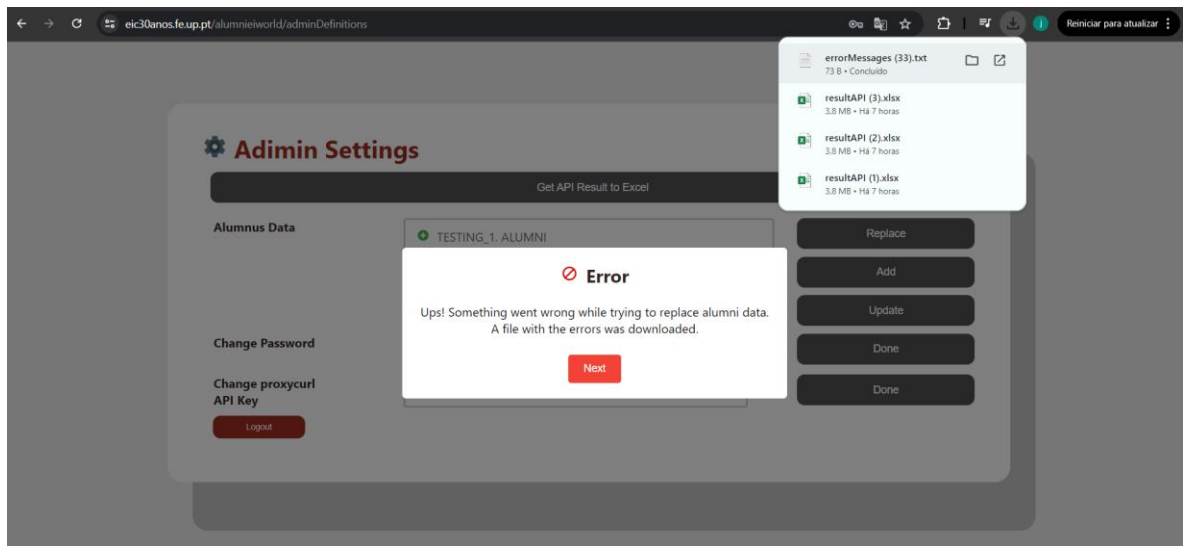 eic30anos.fe.up.pt/alumnieiworld/adminDefinitions
Reiniciar para atualizar
errorMessages (33).txt
73 B • Concluído
resultAPI (3).xlsx
3.8 MB • Há 7 horas
resultAPI (2).xlsx
3.8 MB • Há 7 horas
resultAPI (1).xlsx
3.8 MB • Há 7 horas
Adimin Settings
Get API Result to Excel
Alumnus Data
TESTING_1. ALUMNI
Replace
Add
Update
Error
Ups! Something went wrong while trying to replace alumni data.
A file with the errors was downloaded.
Next
Change Password
Done
Change proxycurl
API Key
Done
Logout